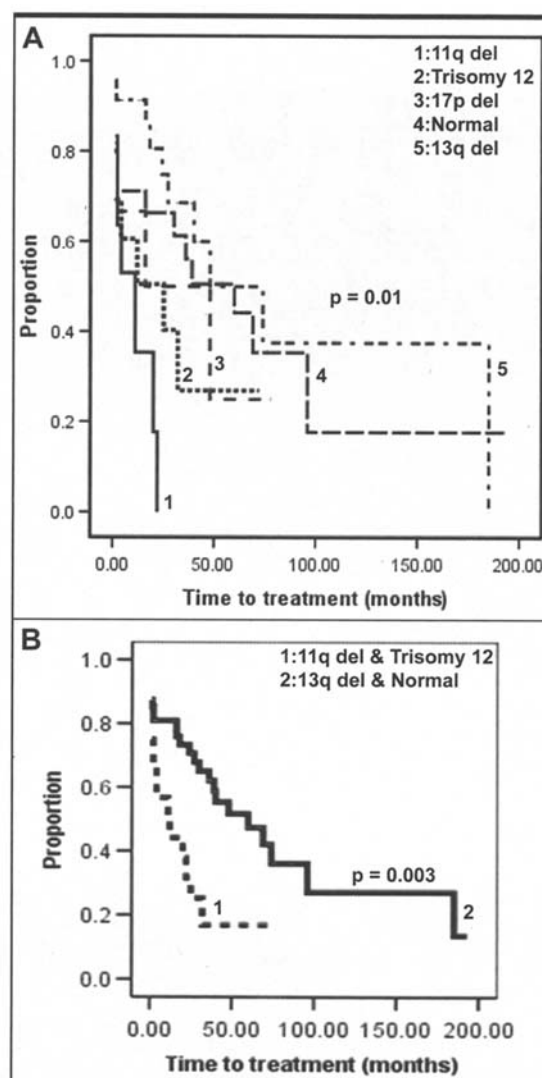 A
1:11q del
2:Trisomy 12
3:17p del
4:Normal
5:13q del
1.0
0.8
0.6
0.4
0.2
0.0
Proportion
p = 0.01
1
2
3
4
5
0.00
50.00
100.00
150.00
200.00
Time to treatment (months)
B
1:11q del & Trisomy 12
2:13q del & Normal
1.0
0.8
0.6
0.4
0.2
0.0
Proportion
p = 0.003
1
2
0.00
50.00
100.00
150.00
200.00
Time to treatment (months)